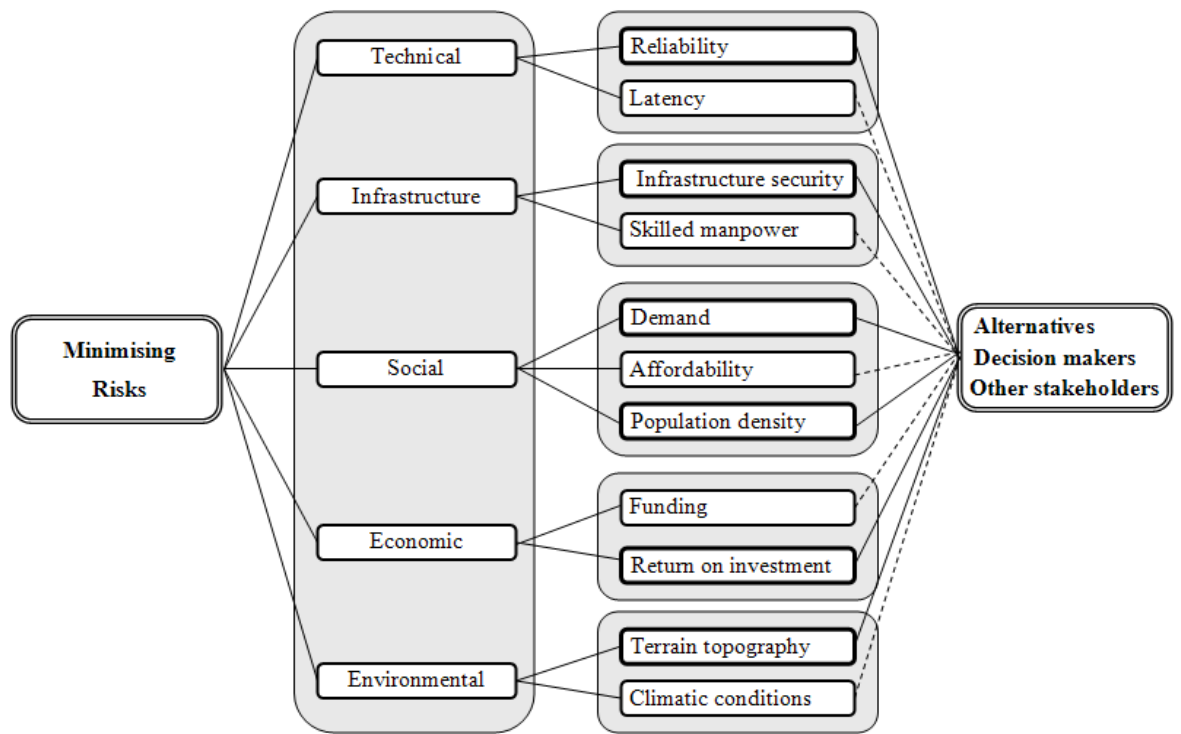 Minimising
Risks
Technical
Infrastructure
Social
Economic
Environmental
Reliability
Latency
Infrastructure security
Skilled manpower
Demand
Affordability
Population density
Funding
Return on investment
Terrain topography
Climatic conditions
Alternatives
Decision makers
Other stakeholders